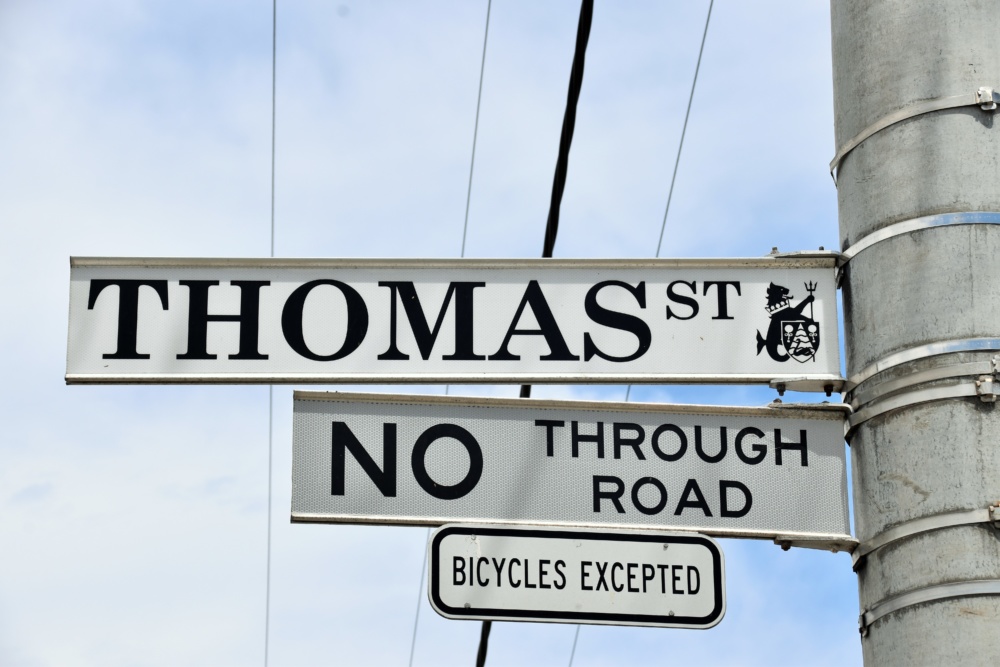 THOMAS ST
NO THROUGH
ROAD
BICYCLES EXCEPTED